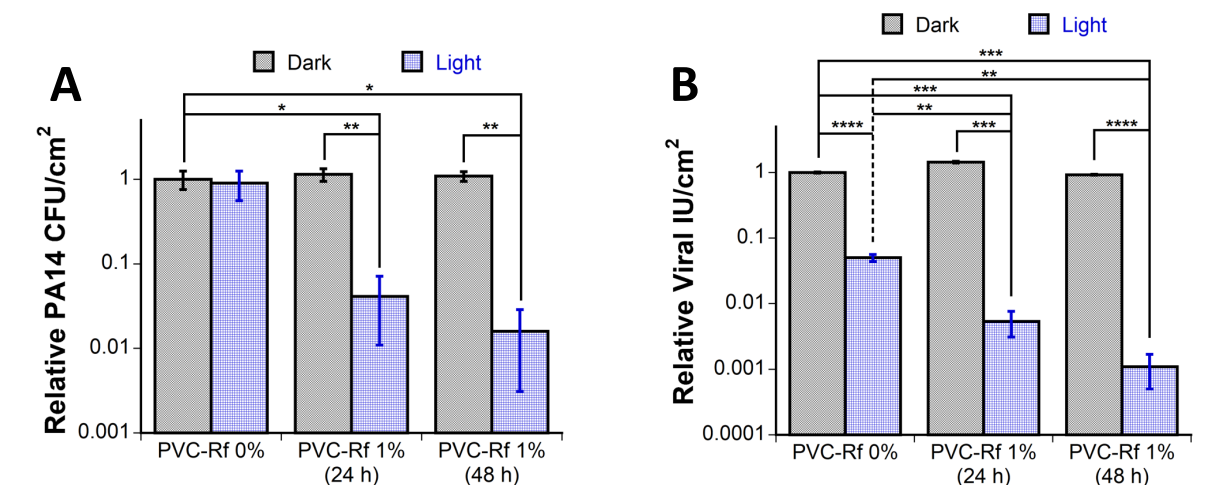 A
Dark
Light
*
*
**
**
Relative PA14 CFU/cm²
1
0.1
0.01
0.001
PVC-Rf 0%
PVC-Rf 1%
(24 h)
PVC-Rf 1%
(48 h)
B
Dark
Light
***
**
***
**
****
***
****
Relative Viral IU/cm²
1
0.1
0.01
0.001
0.0001
PVC-Rf 0%
PVC-Rf 1%
(24 h)
PVC-Rf 1%
(48 h)